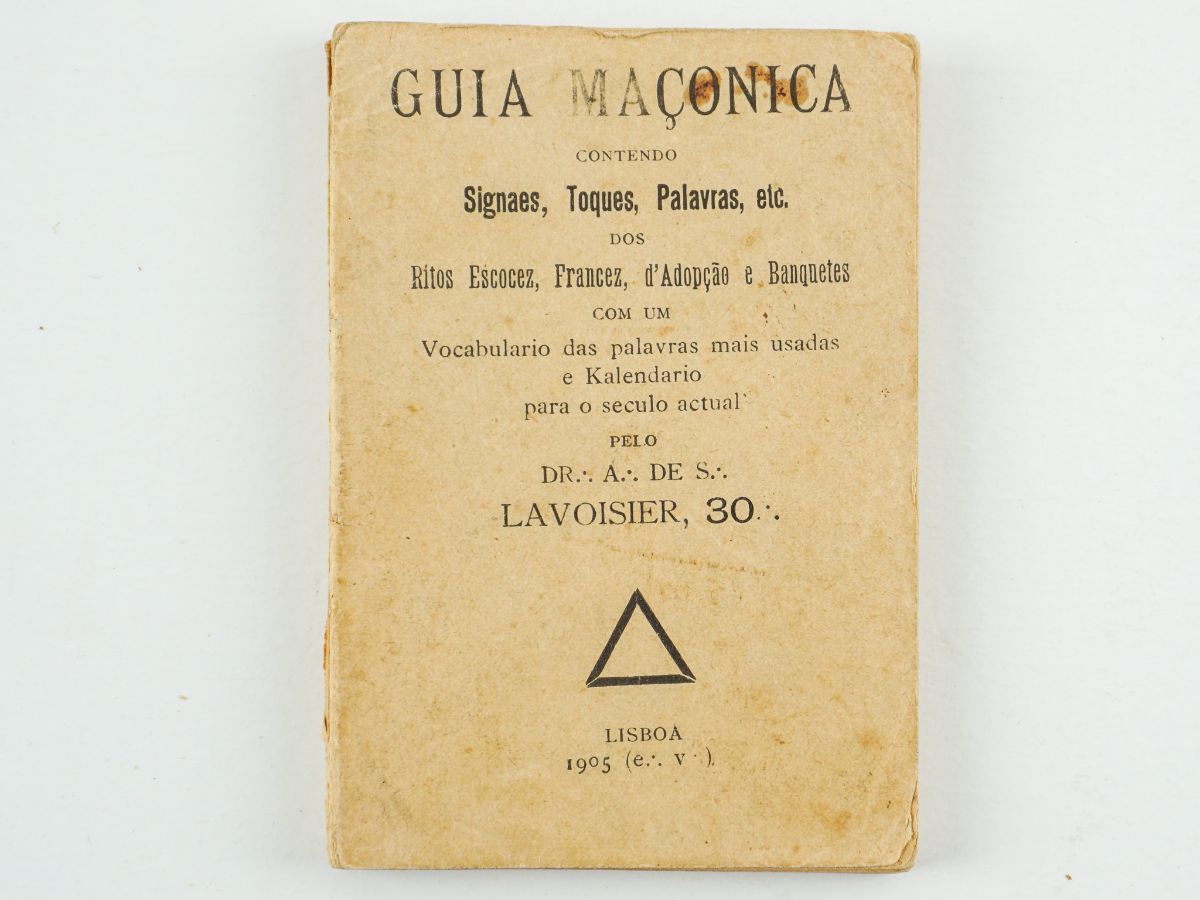 GUIA MAÇONICA
CONTENDO
Signaes, Toques, Palavras, etc.
DOS
Ritos Escocez, Francez, d'Adopção e Banquetes
COM UM
Vocabulario das palavras mais usadas
e Kalendario
para o seculo actual
PELO
DR∴ A∴ DE S∴
LAVOISIER, 30∴
LISBOA
1905 (e∴ v∴)